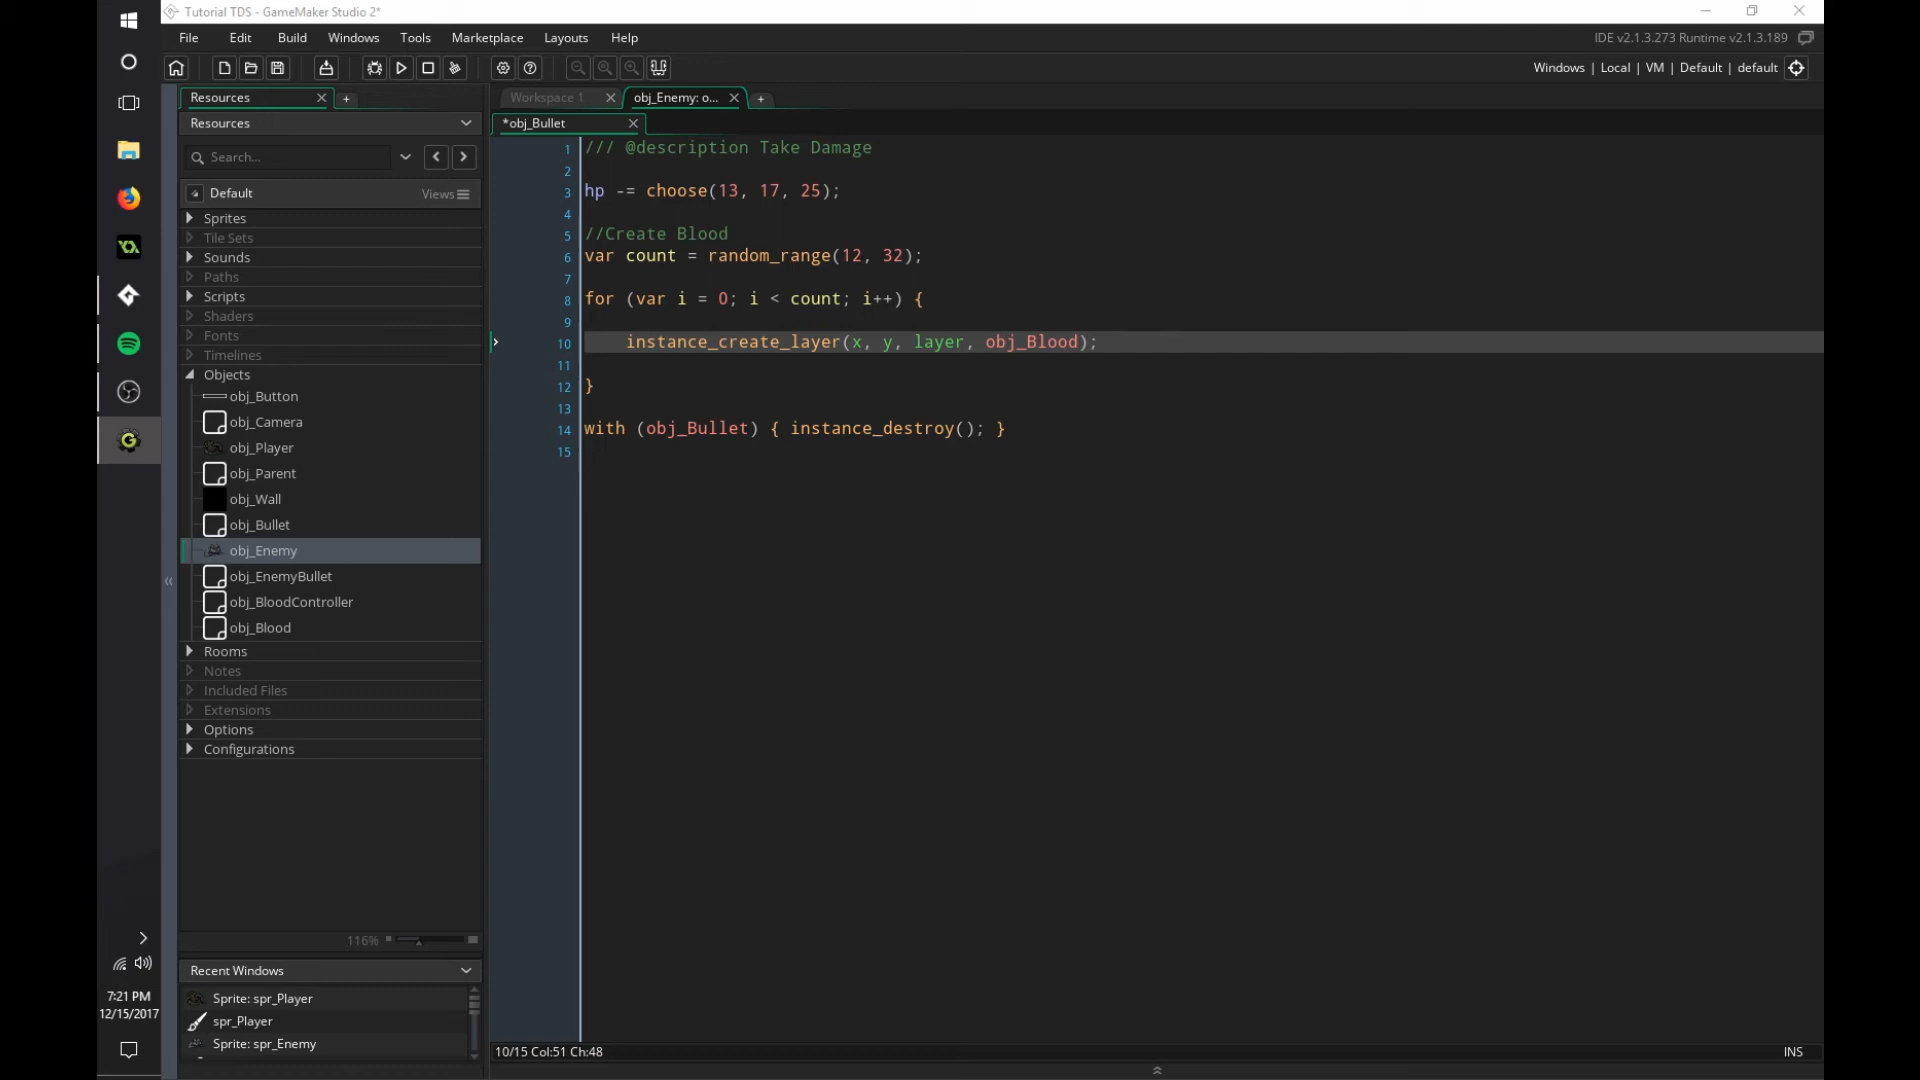 Tutorial TDS - GameMaker Studio 2*
File Edit Build Windows Tools Marketplace Layouts Help
IDE v2.1.3.273 Runtime v2.1.3.189
Windows | Local | VM | Default | default
Resources
Workspace 1
obj_Enemy: o...
Resources
*obj_Bullet
Search...
Default
Views
Sprites
Tile Sets
Sounds
Paths
Scripts
Shaders
Fonts
Timelines
Objects
obj_Button
obj_Camera
obj_Player
obj_Parent
obj_Wall
obj_Bullet
obj_Enemy
obj_EnemyBullet
obj_BloodController
obj_Blood
Rooms
Notes
Included Files
Extensions
Options
Configurations
116%
Recent Windows
Sprite: spr_Player
spr_Player
Sprite: spr_Enemy
1 /// @description Take Damage
2
3 hp -= choose(13, 17, 25);
4
5 //Create Blood
6 var count = random_range(12, 32);
7
8 for (var i = 0; i < count; i++) {
9
10 instance_create_layer(x, y, layer, obj_Blood);
11
12 }
13
14 with (obj_Bullet) { instance_destroy(); }
15
10/15 Col:51 Ch:48
INS
7:21 PM
12/15/2017